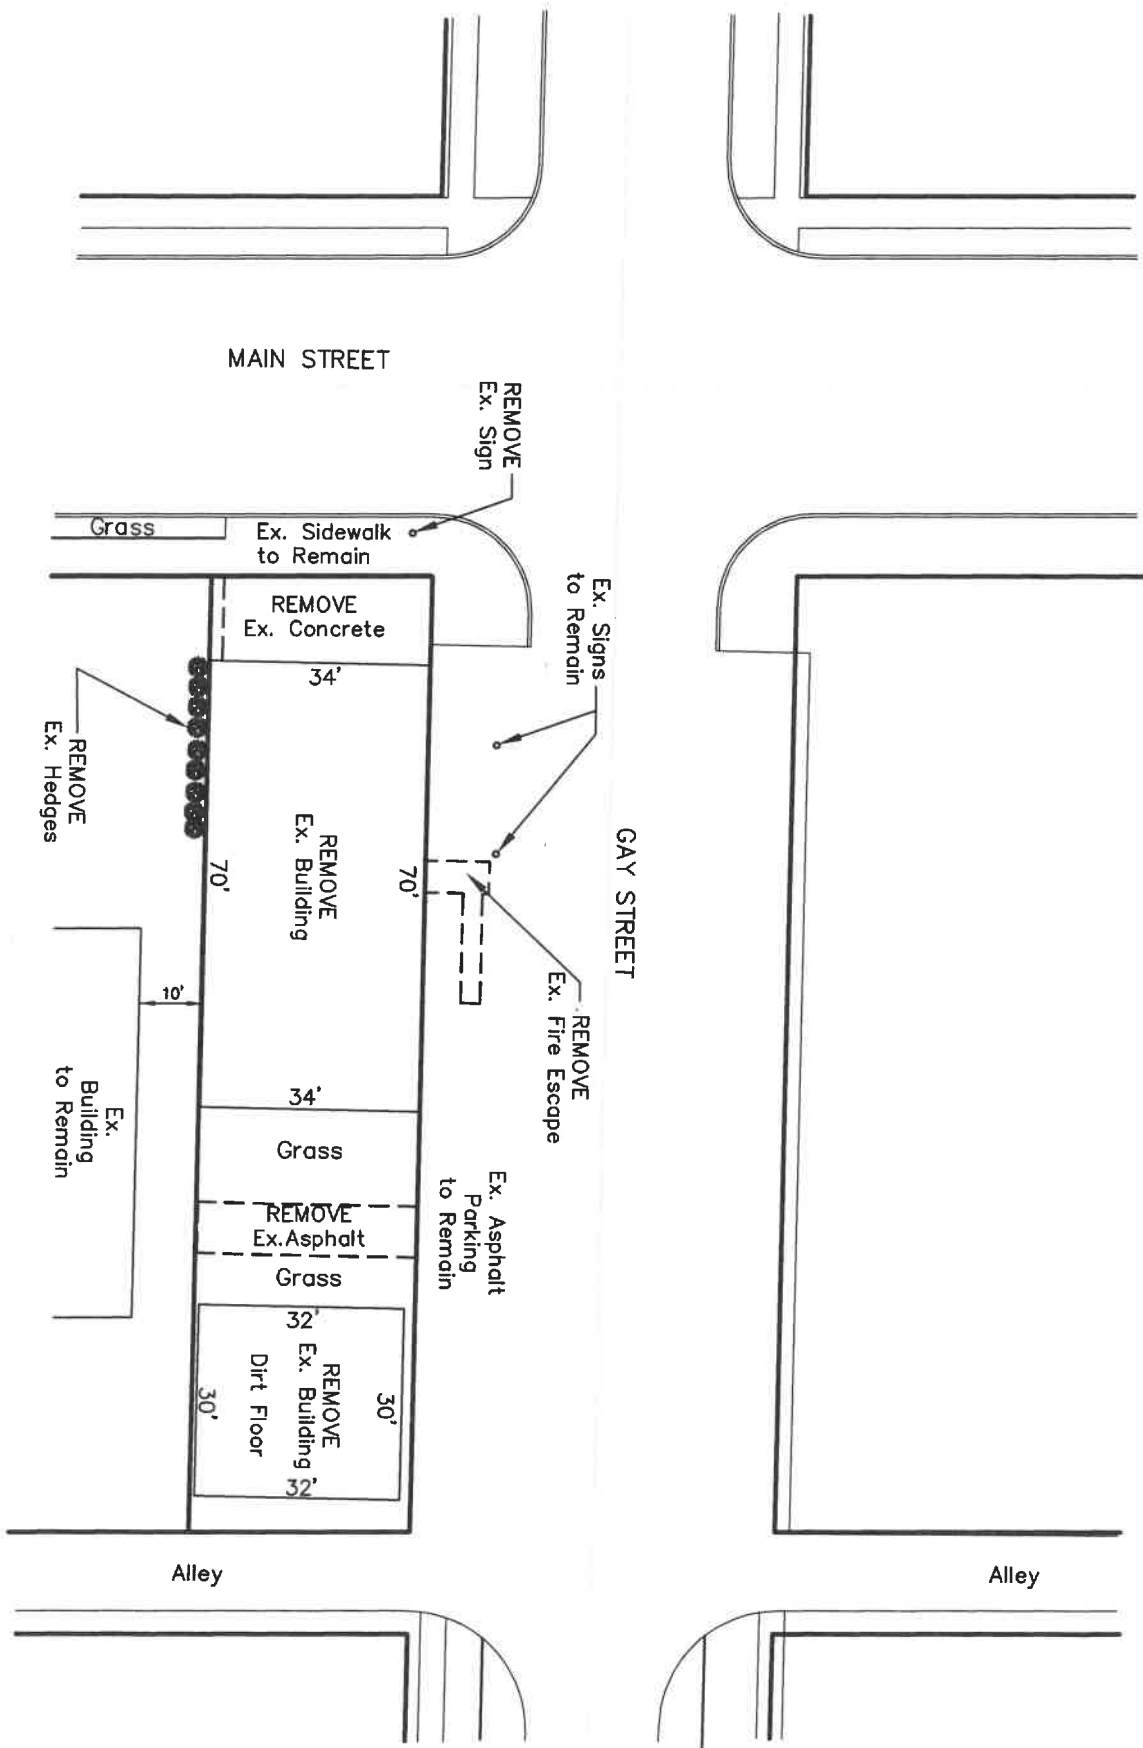 MAIN STREET
REMOVE
Ex. Sign
Grass
Ex. Sidewalk
to Remain
REMOVE
Ex. Concrete
34'
Ex. Signs
to Remain
REMOVE
Ex. Hedges
REMOVE
Ex. Building
70'
70'
GAY STREET
REMOVE
Ex. Fire Escape
10'
Ex.
Building
to Remain
34'
Grass
REMOVE
Ex.Asphalt
Grass
Ex. Asphalt
Parking
to Remain
32'
REMOVE
Ex. Building
Dirt Floor
30'
30'
32'
Alley
Alley